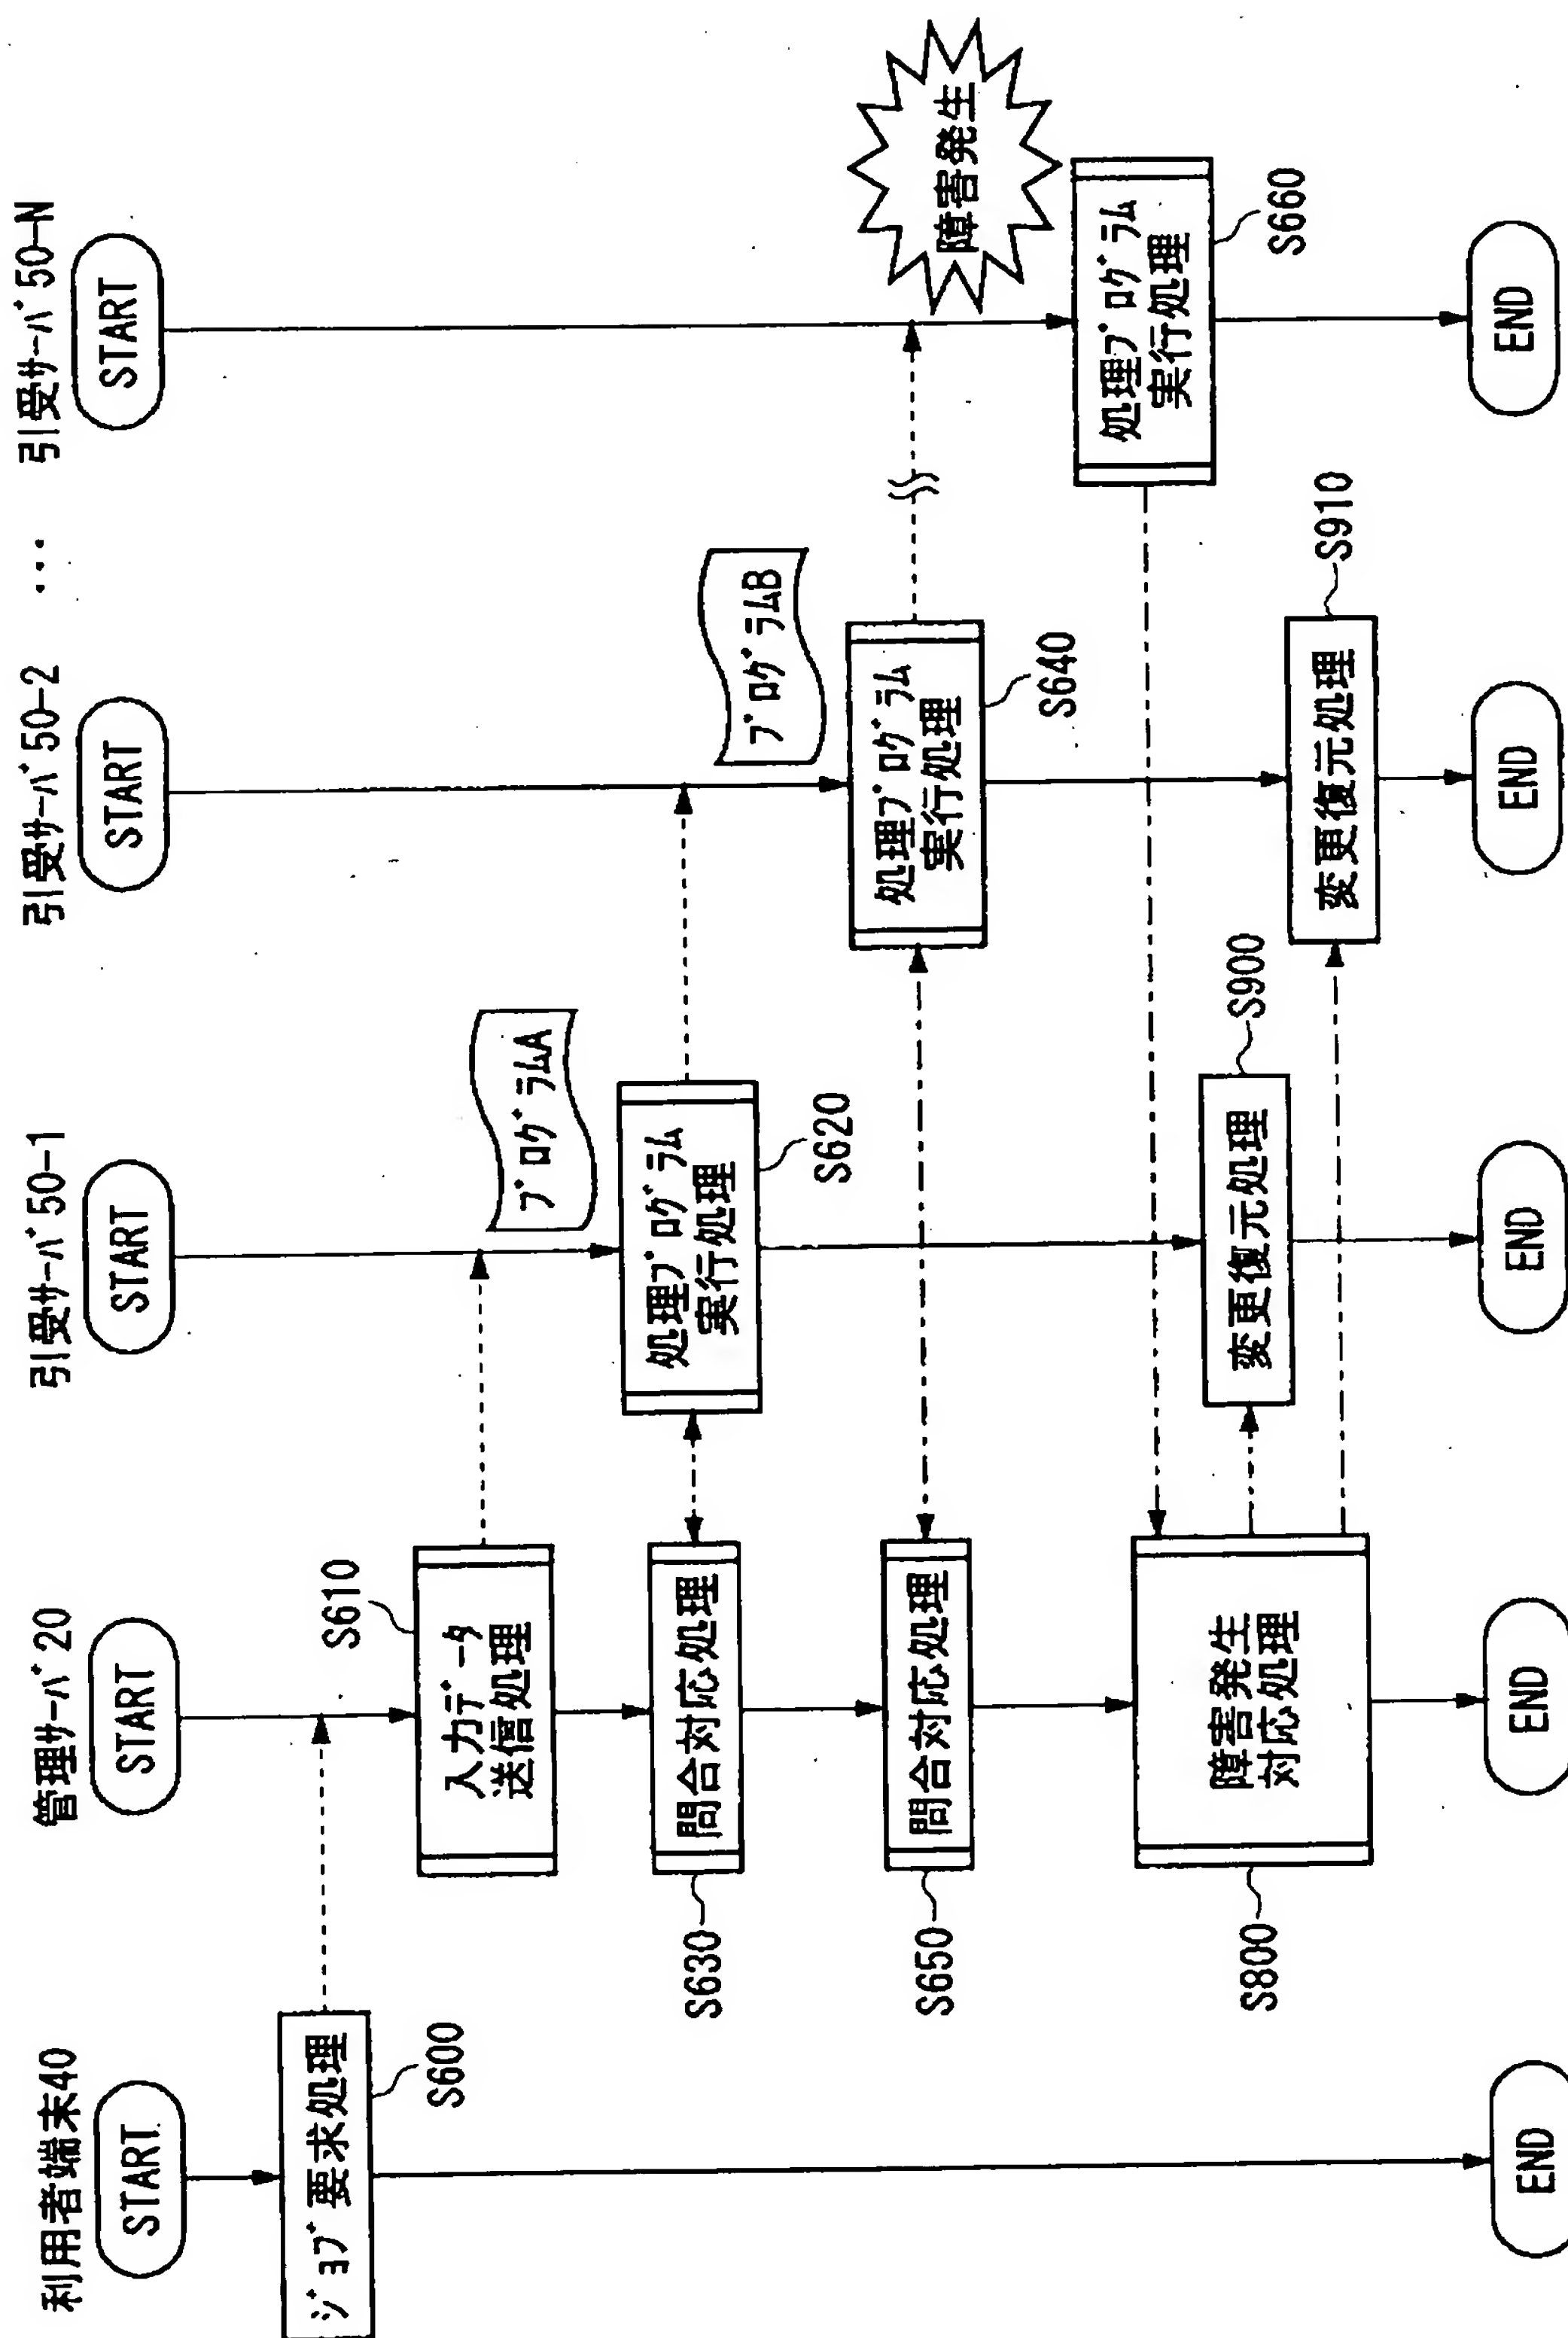 利用者端末40
START
ジョブ要求処理
S600
END
管理サーバ20
START
入力データ
送信処理
S610
問合対応処理
S630
問合対応処理
S650
障害発生
対応処理
S800
END
引受サーバ50-1
START
プログラムA
処理プログラム
実行処理
S620
変更復元処理
S900
END
引受サーバ50-2
START
プログラムB
処理プログラム
実行処理
S640
変更復元処理
S910
END
...
引受サーバ50-N
START
障害発生
処理プログラム
実行処理
S660
END